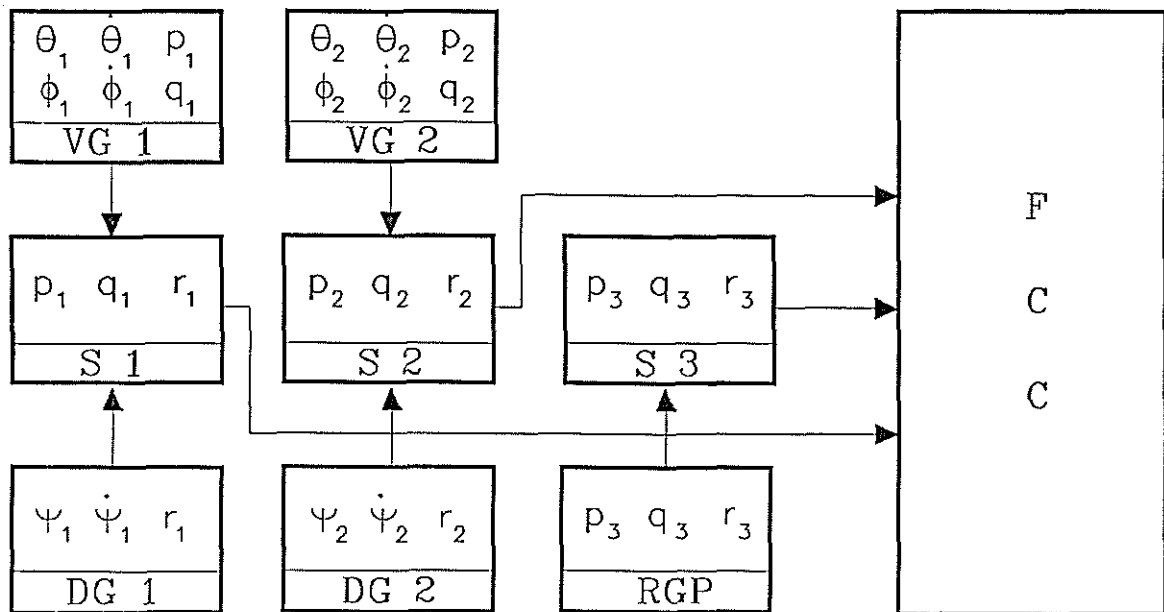 θ₁ θ̇₁ p₁
ϕ₁ ϕ̇₁ q₁
VG 1
θ₂ θ̇₂ p₂
ϕ₂ ϕ̇₂ q₂
VG 2
p₁ q₁ r₁
S 1
p₂ q₂ r₂
S 2
p₃ q₃ r₃
S 3
ψ₁ ψ̇₁ r₁
DG 1
ψ₂ ψ̇₂ r₂
DG 2
p₃ q₃ r₃
RGP
F
C
C